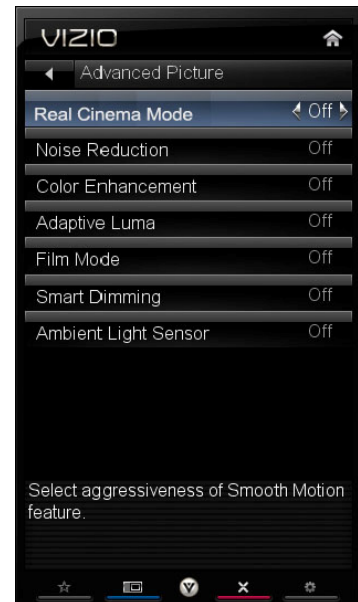 VIZIO
Advanced Picture
Real Cinema Mode Off
Noise Reduction Off
Color Enhancement Off
Adaptive Luma Off
Film Mode Off
Smart Dimming Off
Ambient Light Sensor Off
Select aggressiveness of Smooth Motion
feature.